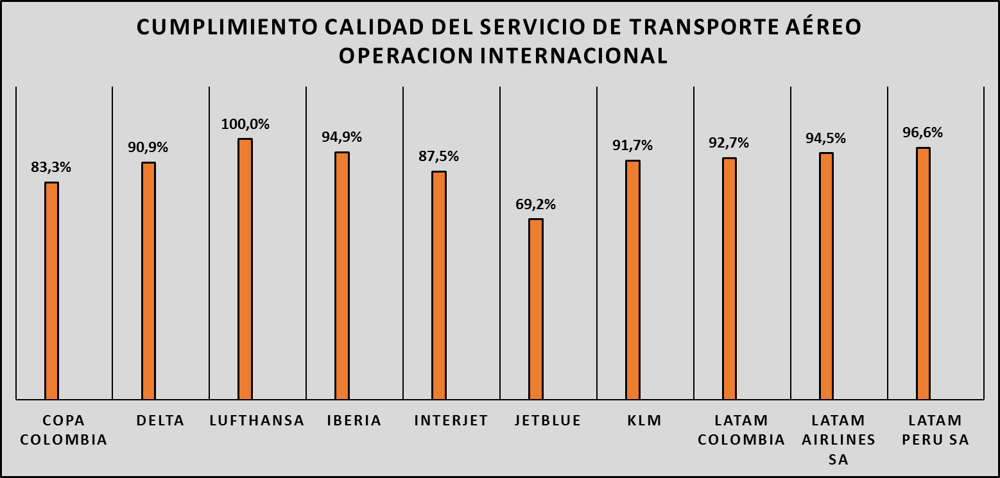 CUMPLIMIENTO CALIDAD DEL SERVICIO DE TRANSPORTE AÉREO
OPERACION INTERNACIONAL
83,3%
90,9%
100,0%
94,9%
87,5%
69,2%
91,7%
92,7%
94,5%
96,6%
COPA
COLOMBIA
DELTA
LUFTHANSA
IBERIA
INTERJET
JETBLUE
KLM
LATAM
COLOMBIA
LATAM
AIRLINES
SA
LATAM
PERU SA